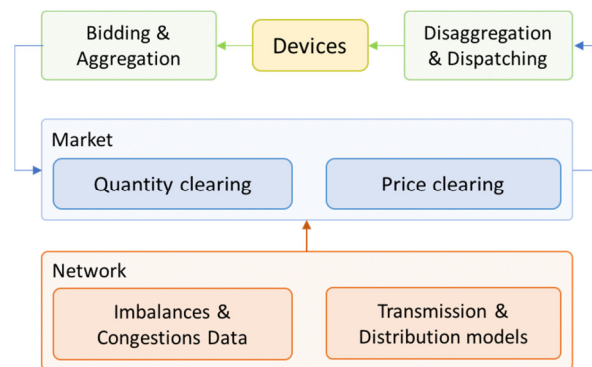 Bidding &
Aggregation
Devices
Disaggregation
& Dispatching
Market
Quantity clearing
Price clearing
Network
Imbalances &
Congestions Data
Transmission &
Distribution models